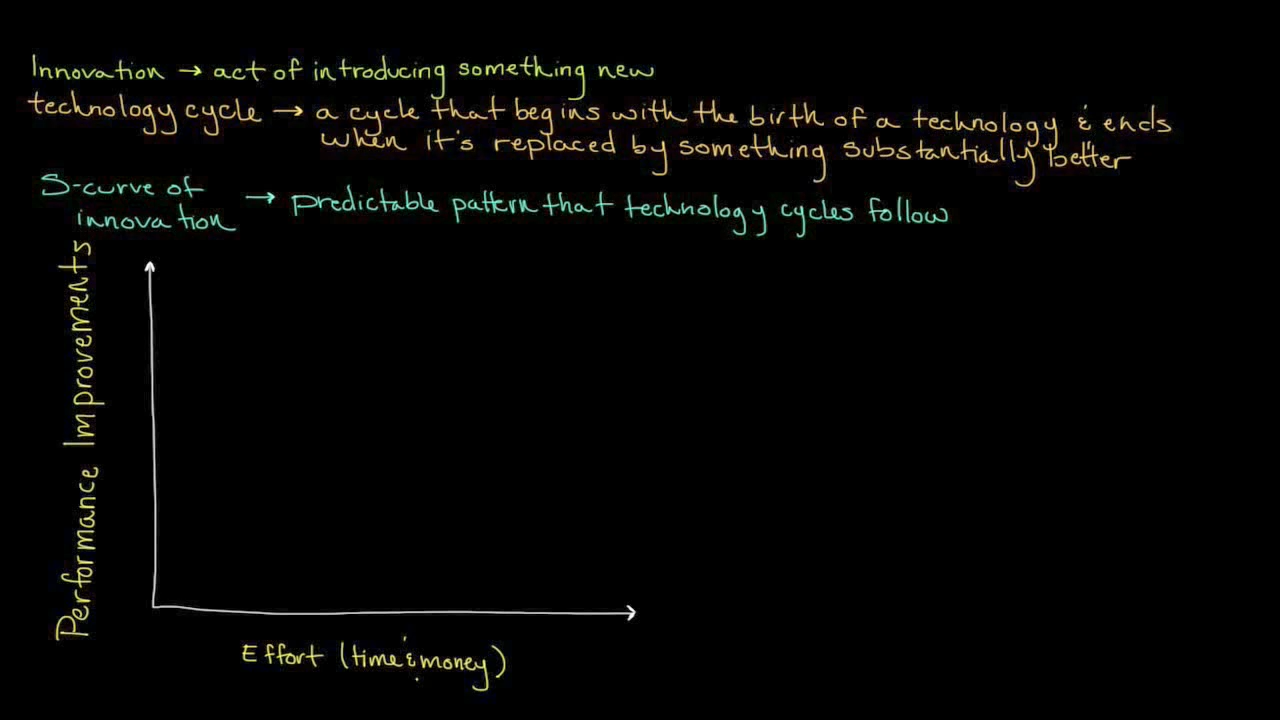 Innovation → act of introducing something new
technology cycle → a cycle that begins with the birth of a technology & ends
when it's replaced by something substantially better
S-curve of
innovation → predictable pattern that technology cycles follow
Performance Improvements
Effort (time & money)